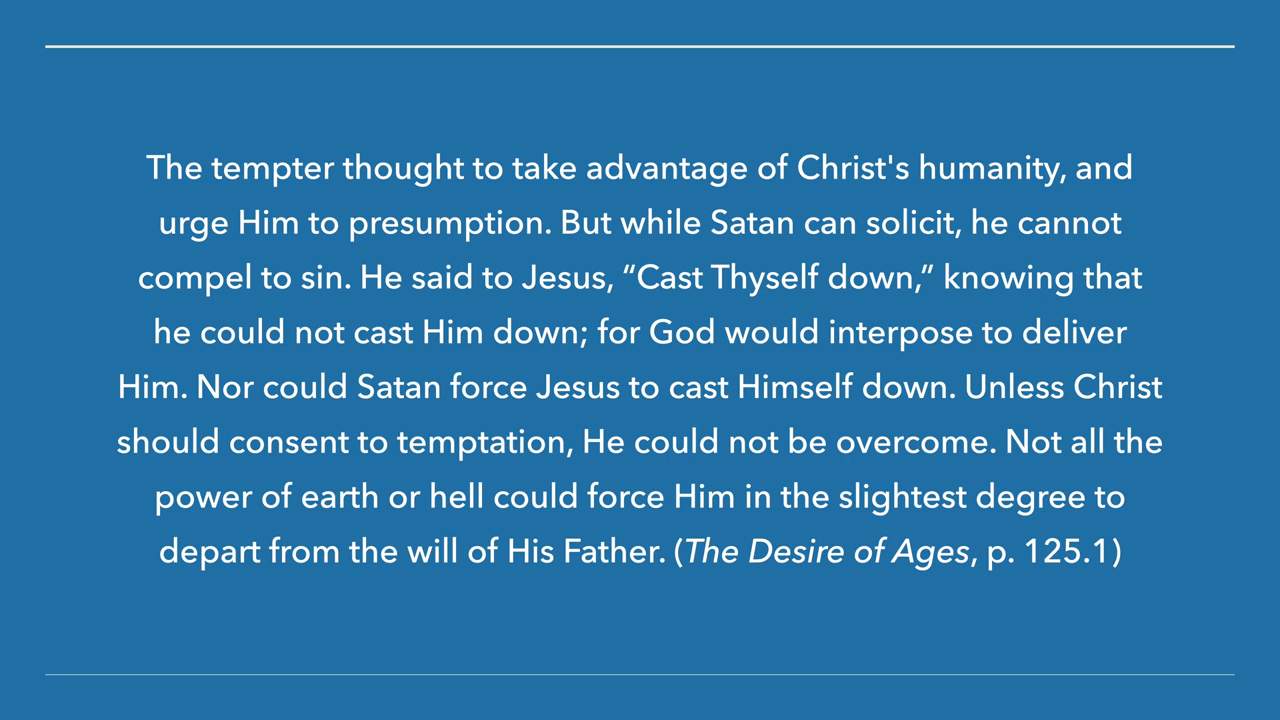 The tempter thought to take advantage of Christ's humanity, and
urge Him to presumption. But while Satan can solicit, he cannot
compel to sin. He said to Jesus, “Cast Thyself down,” knowing that
he could not cast Him down; for God would interpose to deliver
Him. Nor could Satan force Jesus to cast Himself down. Unless Christ
should consent to temptation, He could not be overcome. Not all the
power of earth or hell could force Him in the slightest degree to
depart from the will of His Father. (The Desire of Ages, p. 125.1)